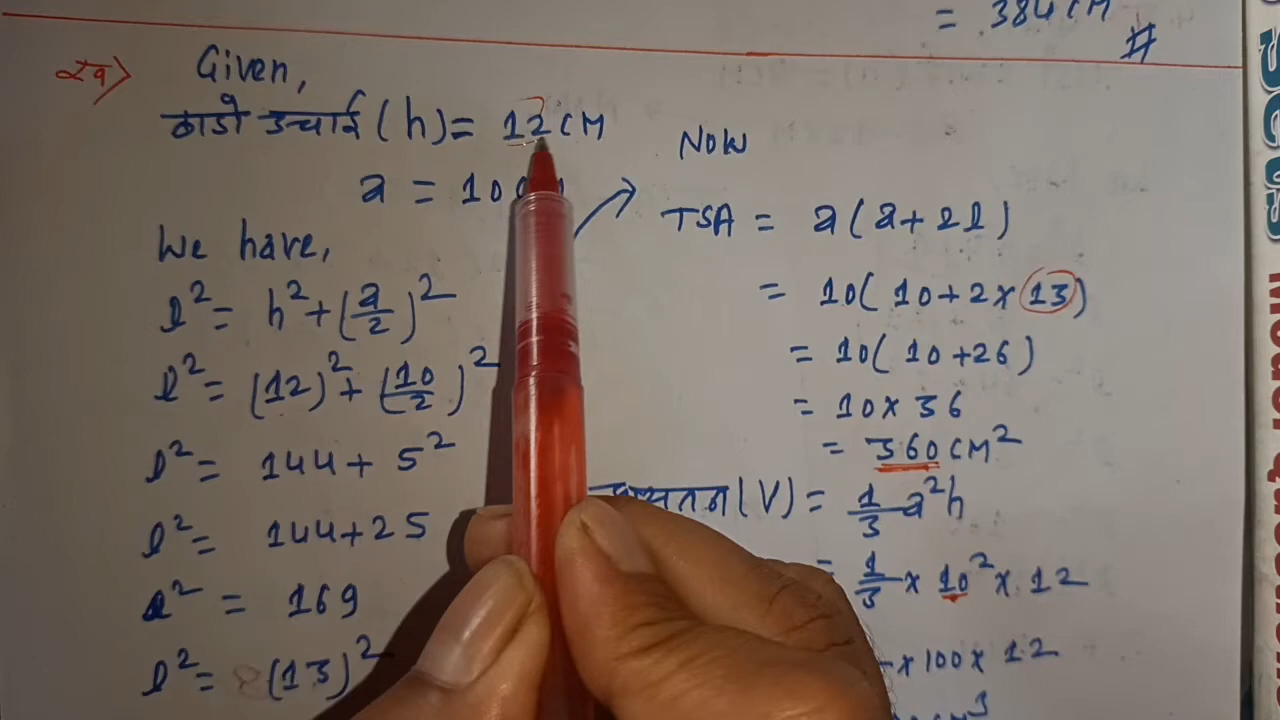 = 384 CM
#
२१)
Given,
ठाडो उचाई (h) = 12 CM
a = 10
We have,
l² = h² + (a/2)²
l² = (12)² + (10/2)²
l² = 144 + 5²
l² = 144 + 25
l² = 169
l² = (13)²
Now
TSA = a(a+2l)
= 10(10+2×13)
= 10(10+26)
= 10×36
= 360 CM²
(V) = 1/3 a²h
= 1/3 × 10² × 12
× 100 × 12